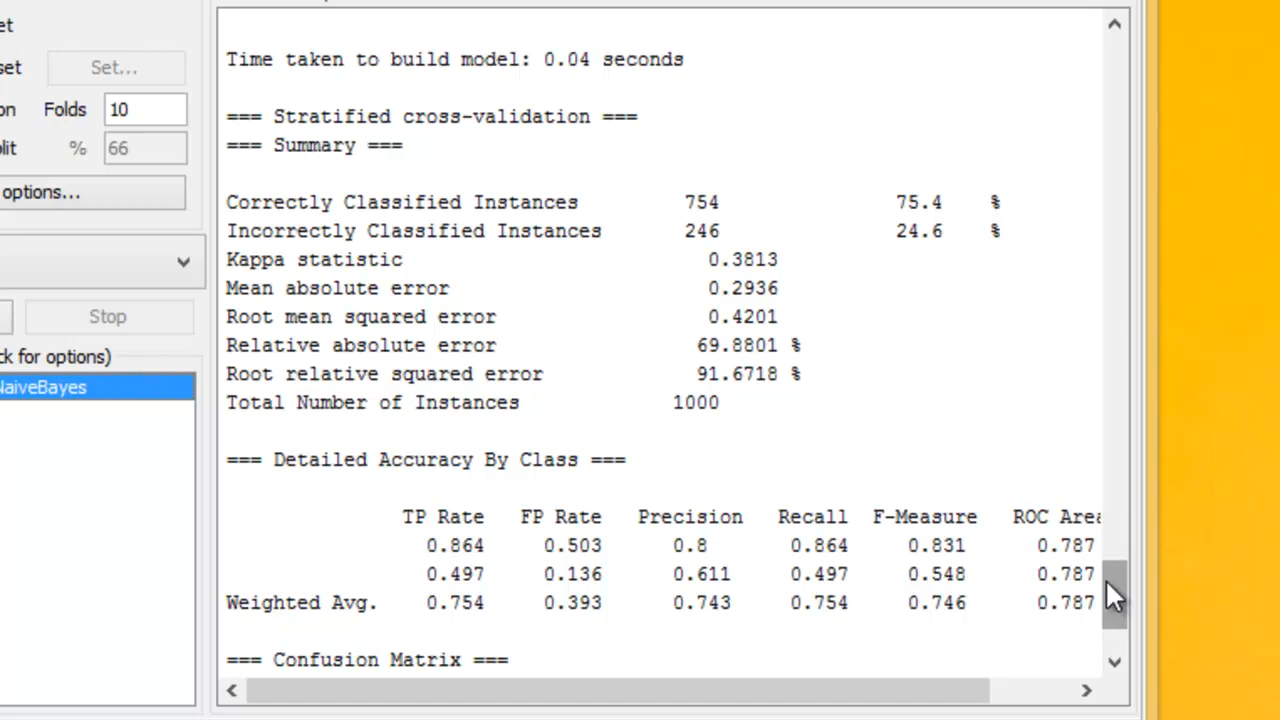 et
set
Set...
on Folds 10
lit % 66
options...
Stop
ck for options)
NaiveBayes
Time taken to build model: 0.04 seconds
=== Stratified cross-validation ===
=== Summary ===
Correctly Classified Instances 754 75.4 %
Incorrectly Classified Instances 246 24.6 %
Kappa statistic 0.3813
Mean absolute error 0.2936
Root mean squared error 0.4201
Relative absolute error 69.8801 %
Root relative squared error 91.6718 %
Total Number of Instances 1000
=== Detailed Accuracy By Class ===
TP Rate FP Rate Precision Recall F-Measure ROC Area
0.864 0.503 0.8 0.864 0.831 0.787
0.497 0.136 0.611 0.497 0.548 0.787
Weighted Avg. 0.754 0.393 0.743 0.754 0.746 0.787
=== Confusion Matrix ===